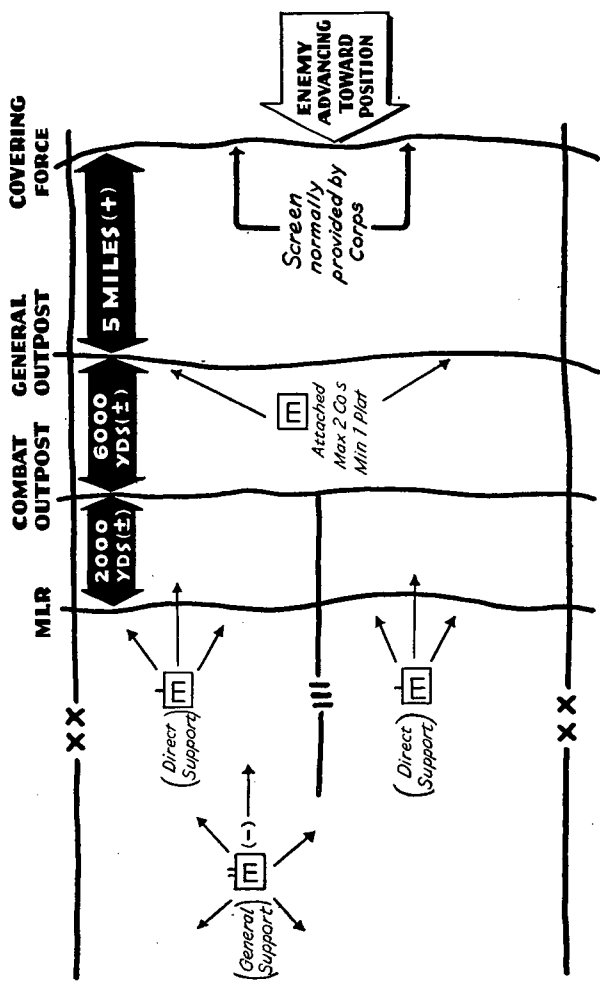 MLR
COMBAT
OUTPOST
GENERAL
OUTPOST
COVERING
FORCE
XX
2000
YDS(±)
6000
YDS(±)
5 MILES (+)
E
(Direct
Support)
E (-)
(General
Support)
E
Attached
Max 2 Co s
Min 1 Plat
Screen
normally
provided by
Corps
ENEMY
ADVANCING
TOWARD
POSITION
III
E
(Direct
Support)
XX